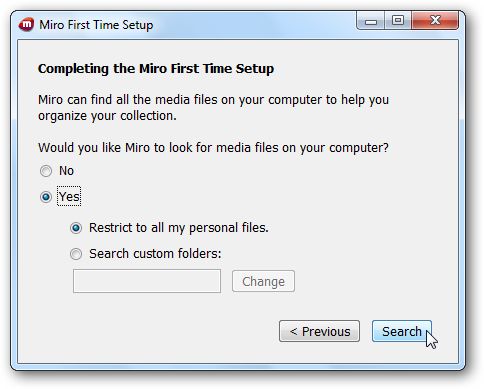 Miro First Time Setup
Completing the Miro First Time Setup
Miro can find all the media files on your computer to help you
organize your collection.
Would you like Miro to look for media files on your computer?
No
Yes
Restrict to all my personal files.
Search custom folders:
Change
< Previous
Search